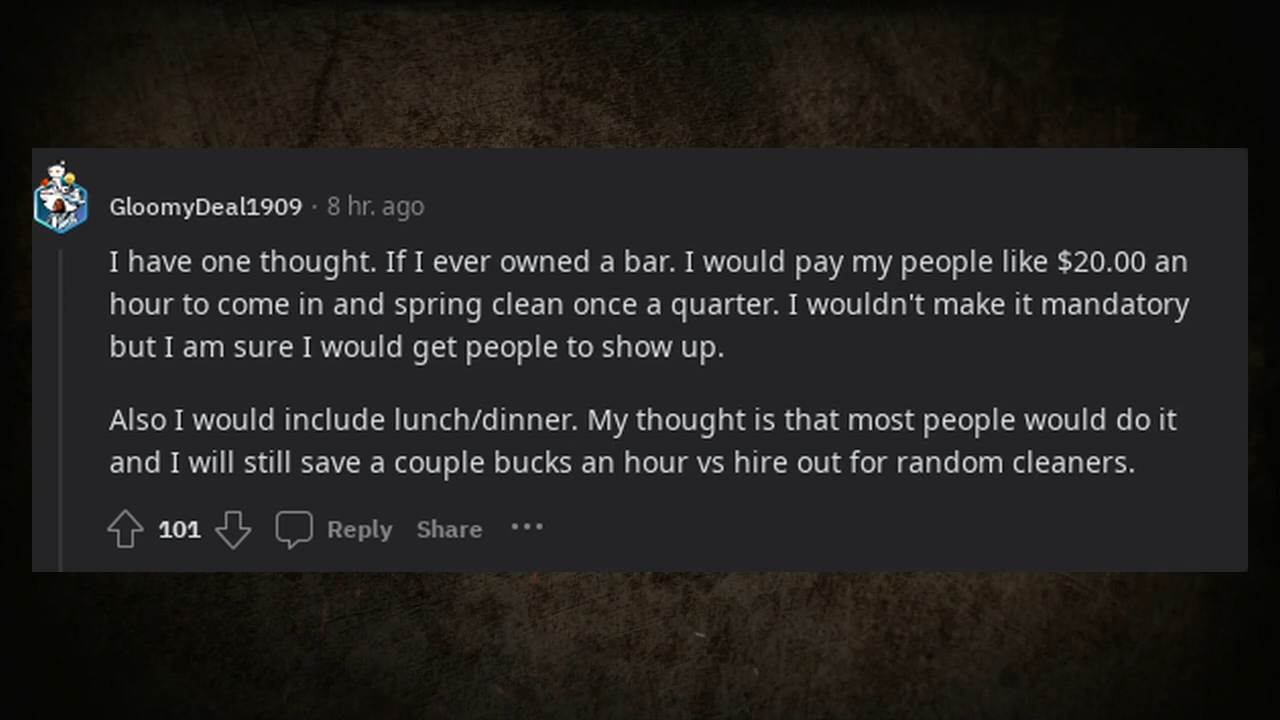 GloomyDeal1909 · 8 hr. ago
I have one thought. If I ever owned a bar. I would pay my people like $20.00 an
hour to come in and spring clean once a quarter. I wouldn't make it mandatory
but I am sure I would get people to show up.
Also I would include lunch/dinner. My thought is that most people would do it
and I will still save a couple bucks an hour vs hire out for random cleaners.
101 Reply Share ···